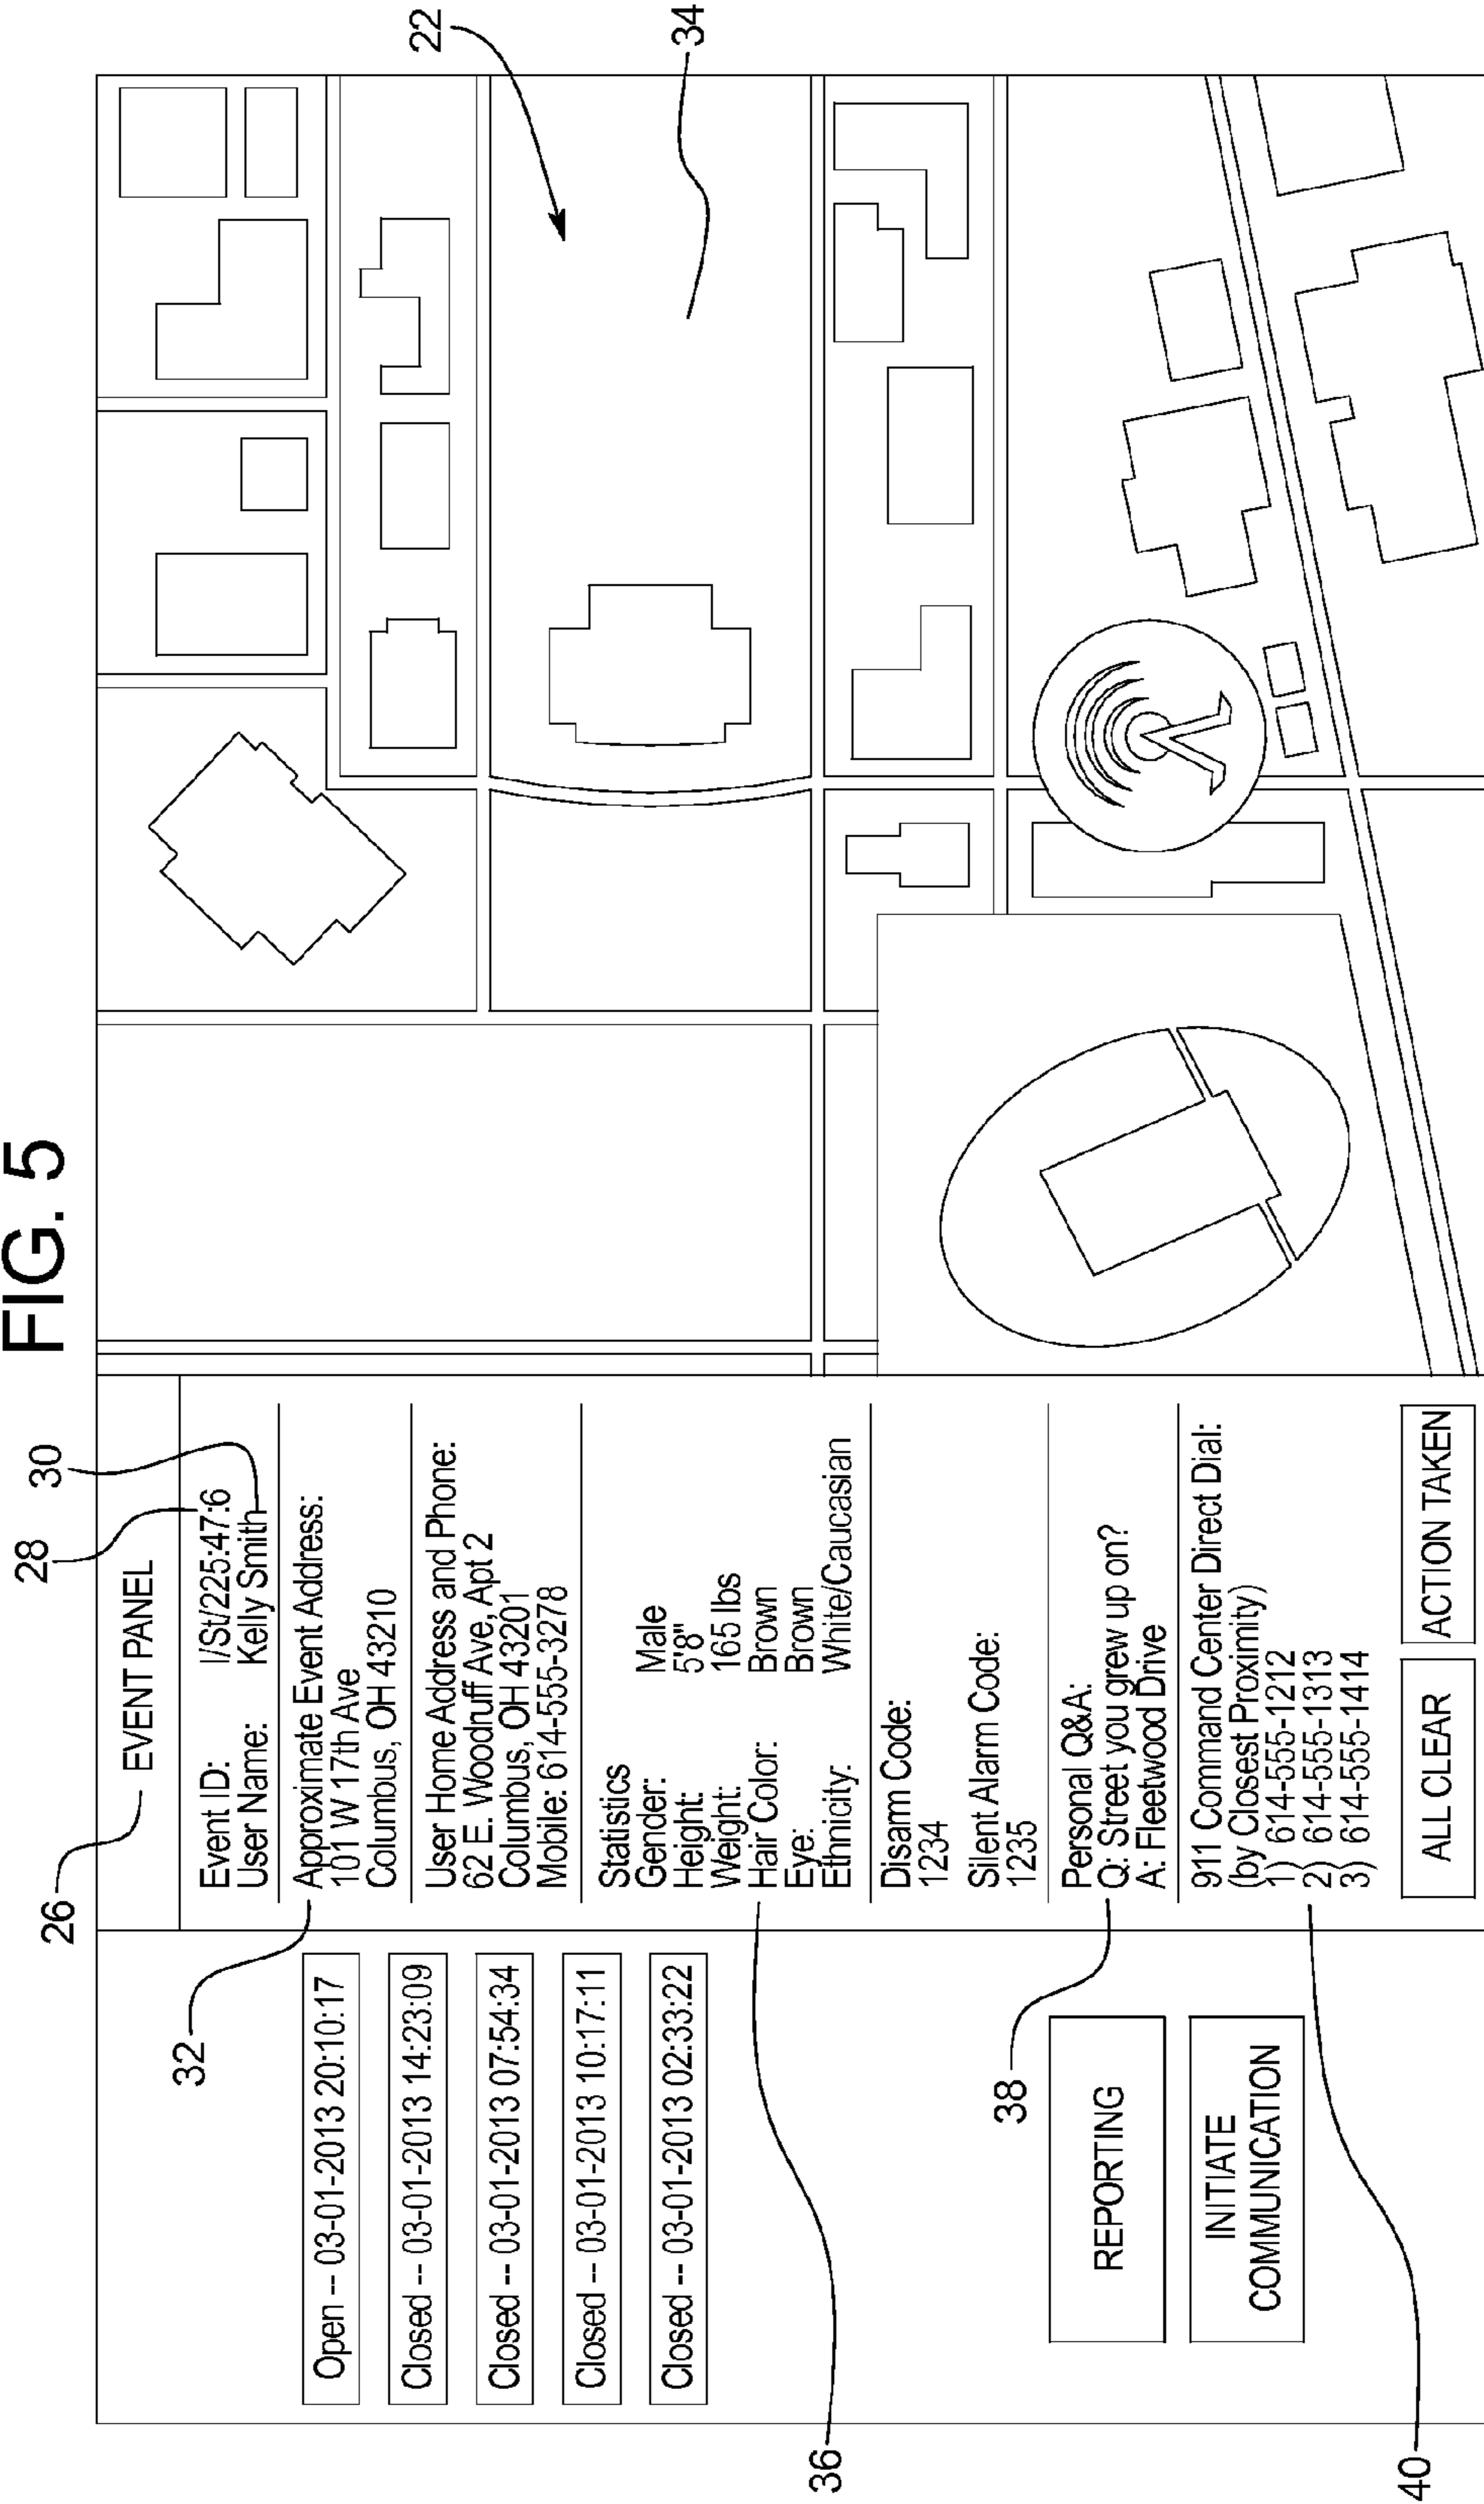 FIG. 5
22
34
26
28
30
32
36
38
40
Open -- 03-01-2013 20:10:17
Closed -- 03-01-2013 14:23:09
Closed -- 03-01-2013 07:54:34
Closed -- 03-01-2013 10:17:11
Closed -- 03-01-2013 02:33:22
REPORTING
INITIATE
COMMUNICATION
EVENT PANEL
Event ID: I/St/225:47:6
User Name: Kelly Smith
Approximate Event Address:
101 W 17th Ave
Columbus, OH 43210
User Home Address and Phone:
62 E. Woodruff Ave, Apt 2
Columbus, OH 43201
Mobile: 614-555-3278
Statistics
Gender: Male
Height: 5'8"
Weight: 165 lbs
Hair Color: Brown
Eye: Brown
Ethnicity: White/Caucasian
Disarm Code:
1234
Silent Alarm Code:
1235
Personal Q&A:
Q: Street you grew up on?
A: Fleetwood Drive
911 Command Center Direct Dial:
(by Closest Proximity)
1) 614-555-1212
2) 614-555-1313
3) 614-555-1414
ALL CLEAR
ACTION TAKEN